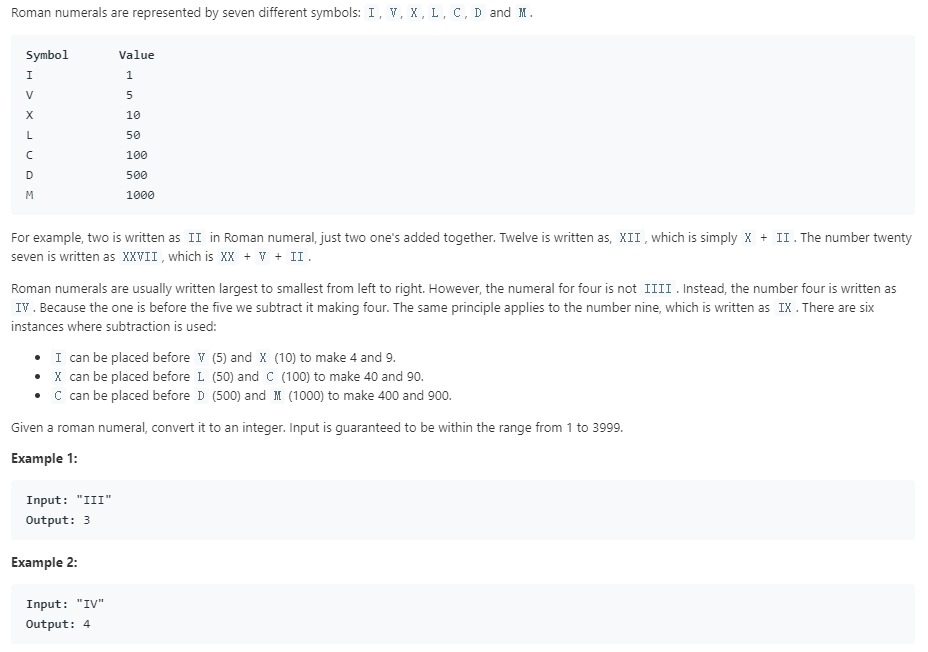 Roman numerals are represented by seven different symbols: I, V, X, L, C, D and M.
Symbol Value
I 1
V 5
X 10
L 50
C 100
D 500
M 1000
For example, two is written as II in Roman numeral, just two one's added together. Twelve is written as, XII, which is simply X + II. The number twenty
seven is written as XXVII, which is XX + V + II.
Roman numerals are usually written largest to smallest from left to right. However, the numeral for four is not IIII. Instead, the number four is written as
IV. Because the one is before the five we subtract it making four. The same principle applies to the number nine, which is written as IX. There are six
instances where subtraction is used:
• I can be placed before V (5) and X (10) to make 4 and 9.
• X can be placed before L (50) and C (100) to make 40 and 90.
• C can be placed before D (500) and M (1000) to make 400 and 900.
Given a roman numeral, convert it to an integer. Input is guaranteed to be within the range from 1 to 3999.
Example 1:
Input: "III"
Output: 3
Example 2:
Input: "IV"
Output: 4